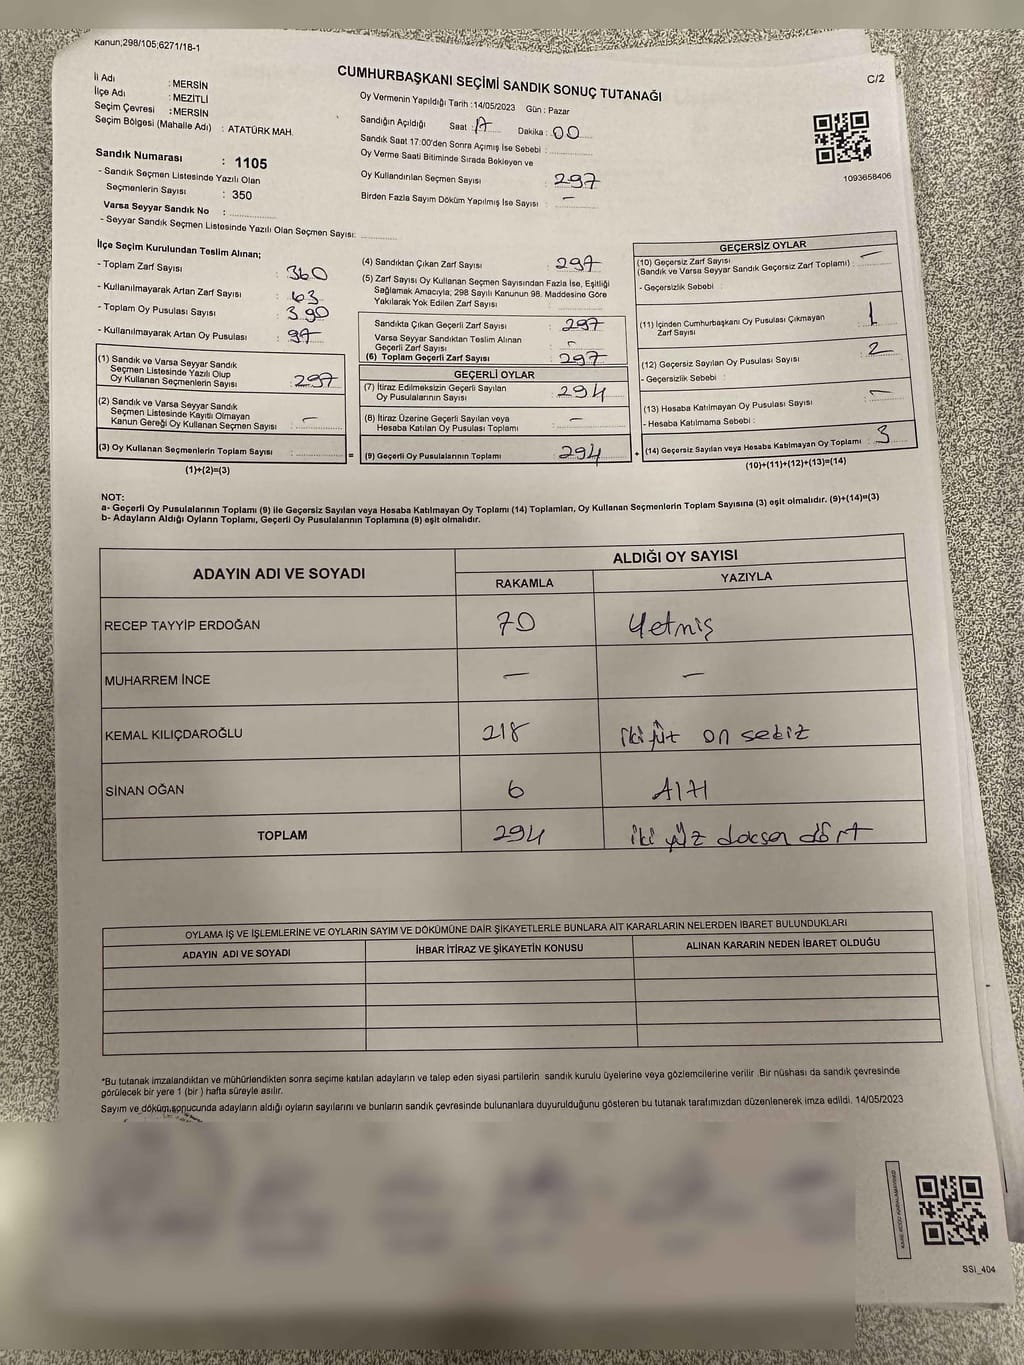 Kanun;298/105;6271/18-1
CUMHURBAŞKANI SEÇİMİ SANDIK SONUÇ TUTANAĞI
C/2
İl Adı : MERSİN
İlçe Adı : MEZİTLİ
Seçim Çevresi : MERSİN
Seçim Bölgesi (Mahalle Adı) : ATATÜRK MAH.
Sandık Numarası : 1105
- Sandık Seçmen Listesinde Yazılı Olan
Seçmenlerin Sayısı : 350
Varsa Seyyar Sandık No :
- Seyyar Sandık Seçmen Listesinde Yazılı Olan Seçmen Sayısı:
Oy Vermenin Yapıldığı Tarih :14/05/2023 Gün : Pazar
Sandığın Açıldığı Saat : 17 Dakika : 00
Sandık Saat 17:00'den Sonra Açımış İse Sebebi :
Oy Verme Saati Bitiminde Sırada Bekleyen ve
Oy Kullandırılan Seçmen Sayısı : 297
Birden Fazla Sayım Döküm Yapılmış İse Sayısı : -
1093658406
İlçe Seçim Kurulundan Teslim Alınan;
- Toplam Zarf Sayısı : 360
- Kullanılmayarak Artan Zarf Sayısı : 63
- Toplam Oy Pusulası Sayısı : 390
- Kullanılmayarak Artan Oy Pusulası :
(1) Sandık ve Varsa Seyyar Sandık
Seçmen Listesinde Yazılı Olup
Oy Kullanan Seçmenlerin Sayısı : 297
(2) Sandık ve Varsa Seyyar Sandık
Seçmen Listesinde Kayıtlı Olmayan
Kanun Gereği Oy Kullanan Seçmen Sayısı : -
(3) Oy Kullanan Seçmenlerin Toplam Sayısı :
(1)+(2)=(3)
=
(4) Sandıktan Çıkan Zarf Sayısı : 297
(5) Zarf Sayısı Oy Kullanan Seçmen Sayısından Fazla İse, Eşitliği
Sağlamak Amacıyla; 298 Sayılı Kanunun 98. Maddesine Göre
Yakılarak Yok Edilen Zarf Sayısı :
Sandıkta Çıkan Geçerli Zarf Sayısı : 297
Varsa Seyyar Sandıktan Teslim Alınan
Geçerli Zarf Sayısı : -
(6) Toplam Geçerli Zarf Sayısı : 297
GEÇERLİ OYLAR
(7) İtiraz Edilmeksizin Geçerli Sayılan
Oy Pusulalarının Sayısı : 294
(8) İtiraz Üzerine Geçerli Sayılan veya
Hesaba Katılan Oy Pusulası Toplamı : -
(9) Geçerli Oy Pusulalarının Toplamı : 294
+
GEÇERSİZ OYLAR
(10) Geçersiz Zarf Sayısı : -
(Sandık ve Varsa Seyyar Sandık Geçersiz Zarf Toplamı)
- Geçersizlik Sebebi :
(11) İçinden Cumhurbaşkanı Oy Pusulası Çıkmayan
Zarf Sayısı : 1
(12) Geçersiz Sayılan Oy Pusulası Sayısı : 2
- Geçersizlik Sebebi :
(13) Hesaba Katılmayan Oy Pusulası Sayısı : -
- Hesaba Katılmama Sebebi :
(14) Geçersiz Sayılan veya Hesaba Katılmayan Oy Toplamı : 3
(10)+(11)+(12)+(13)=(14)
NOT:
a- Geçerli Oy Pusulalarının Toplamı (9) ile Geçersiz Sayılan veya Hesaba Katılmayan Oy Toplamı (14) Toplamları, Oy Kullanan Seçmenlerin Toplam Sayısına (3) eşit olmalıdır. (9)+(14)=(3)
b- Adayların Aldığı Oyların Toplamı, Geçerli Oy Pusulalarının Toplamına (9) eşit olmalıdır.
ADAYIN ADI VE SOYADI ALDIĞI OY SAYISI
RAKAMLA YAZIYLA
RECEP TAYYİP ERDOĞAN 70 Yetmiş
MUHARREM İNCE - -
KEMAL KILIÇDAROĞLU 218 iki yüz on sekiz
SİNAN OĞAN 6 Altı
TOPLAM 294 iki yüz doksan dört
OYLAMA İŞ VE İŞLEMLERİNE VE OYLARIN SAYIM VE DÖKÜMÜNE DAİR ŞİKAYETLERLE BUNLARA AİT KARARLARIN NELERDEN İBARET BULUNDUKLARI
ADAYIN ADI VE SOYADI İHBAR İTİRAZ VE ŞİKAYETİN KONUSU ALINAN KARARIN NEDEN İBARET OLDUĞU
*Bu tutanak imzalandıktan ve mühürlendikten sonra seçime katılan adayların ve talep eden siyasi partilerin sandık kurulu üyelerine veya gözlemcilerine verilir .Bir nüshası da sandık çevresinde
görülecek bir yere 1 (bir ) hafta süreyle asılır.
Sayım ve döküm sonucunda adayların aldığı oyların sayılarını ve bunların sandık çevresinde bulunanlara duyurulduğunu gösteren bu tutanak tarafımızdan düzenlenerek imza edildi. 14/05/2023
SSI_404